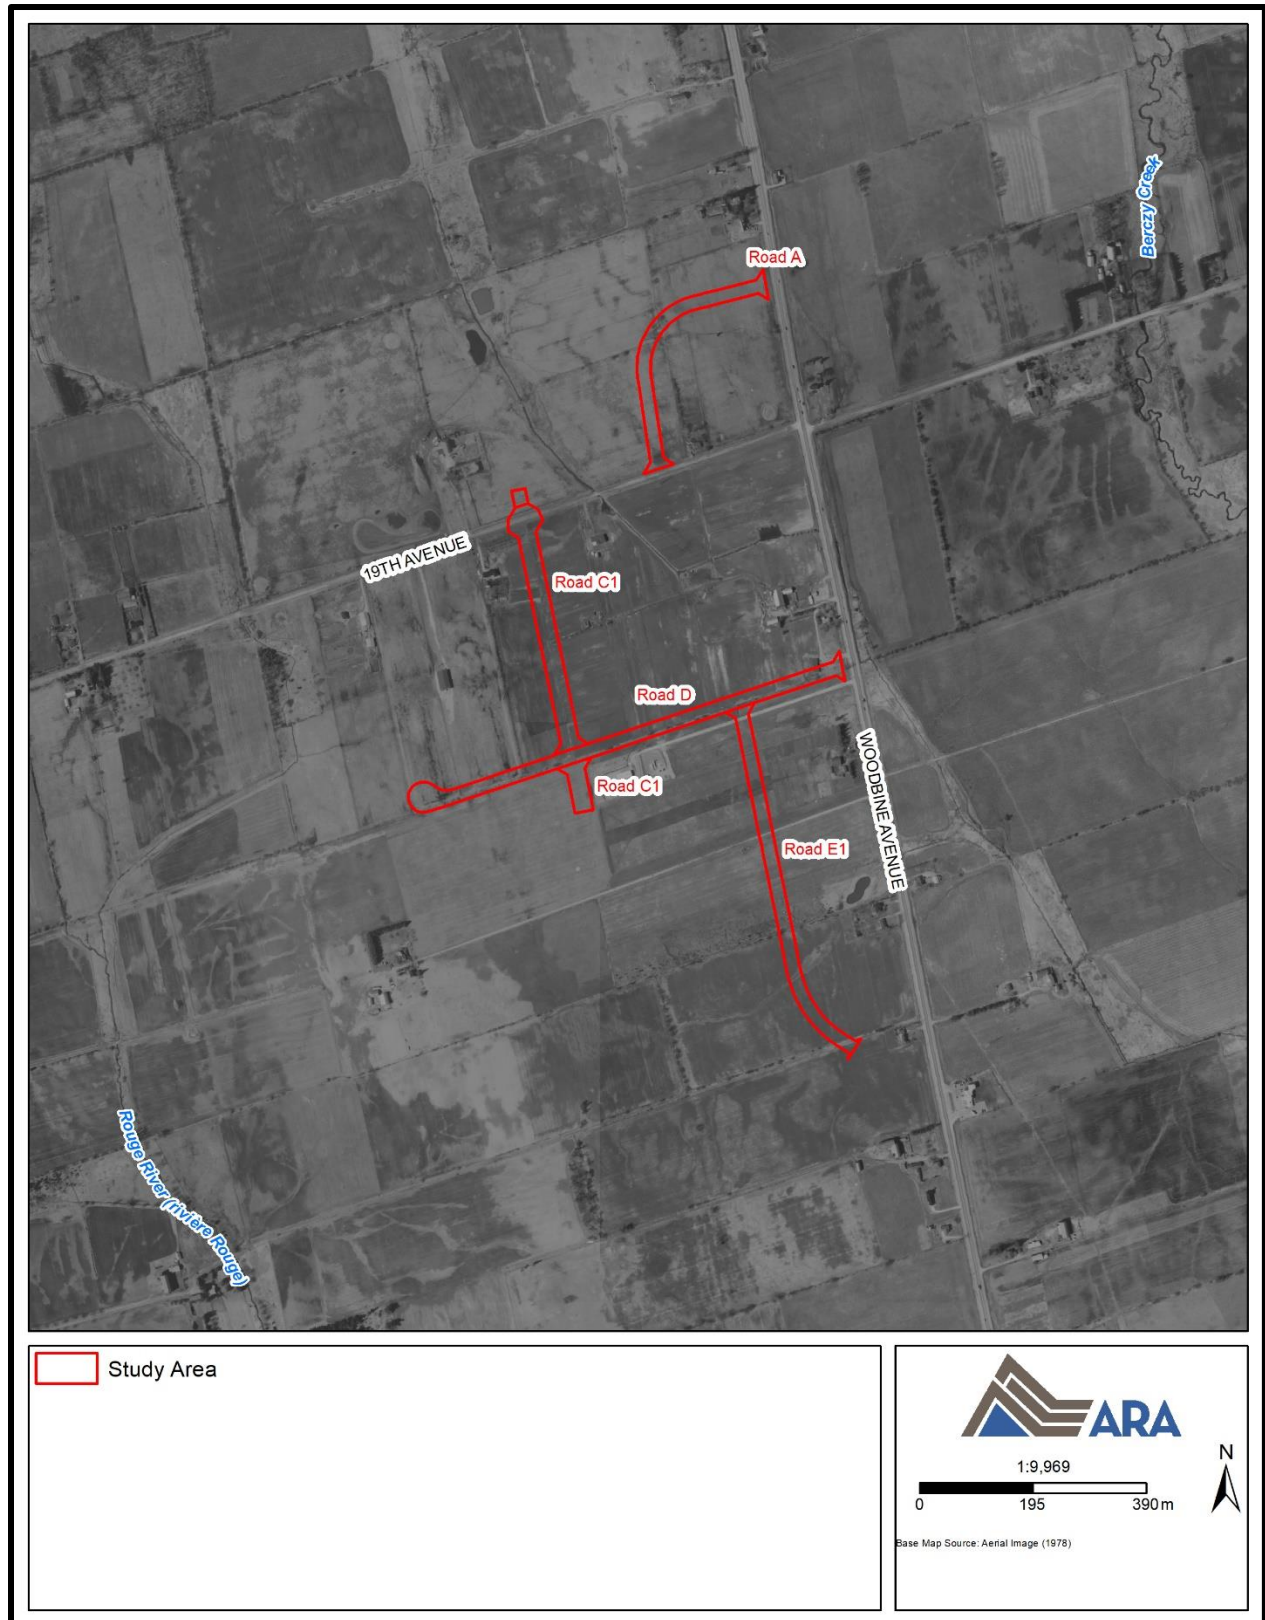 Berczy Creek
Road A
19TH AVENUE
Road C1
Road D
WOODBINE AVENUE
Road C1
Road E1
Rouge River (rivière Rouge)
Study Area
ARA
1:9,969
N
0 195 390 m
Base Map Source: Aerial Image (1978)